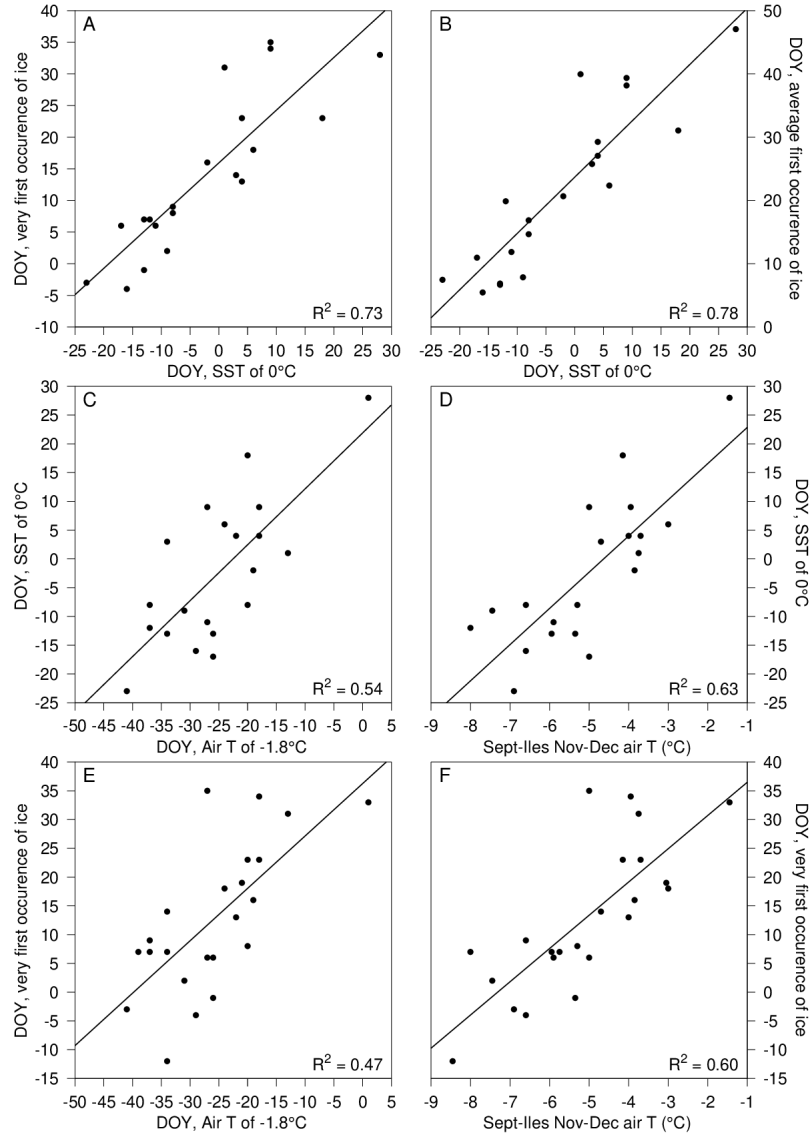 A
DOY, very first occurence of ice
40
35
30
25
20
15
10
5
0
-5
-10
R² = 0.73
-25 -20 -15 -10 -5 0 5 10 15 20 25 30
DOY, SST of 0°C
B
50
40
30
20
10
0
DOY, average first occurence of ice
R² = 0.78
-25 -20 -15 -10 -5 0 5 10 15 20 25 30
DOY, SST of 0°C
C
DOY, SST of 0°C
30
25
20
15
10
5
0
-5
-10
-15
-20
-25
R² = 0.54
-50 -45 -40 -35 -30 -25 -20 -15 -10 -5 0 5
DOY, Air T of -1.8°C
D
30
25
20
15
10
5
0
-5
-10
-15
-20
-25
DOY, SST of 0°C
R² = 0.63
-9 -8 -7 -6 -5 -4 -3 -2 -1
Sept-Iles Nov-Dec air T (°C)
E
DOY, very first occurence of ice
40
35
30
25
20
15
10
5
0
-5
-10
-15
R² = 0.47
-50 -45 -40 -35 -30 -25 -20 -15 -10 -5 0 5
DOY, Air T of -1.8°C
F
40
35
30
25
20
15
10
5
0
-5
-10
-15
DOY, very first occurence of ice
R² = 0.60
-9 -8 -7 -6 -5 -4 -3 -2 -1
Sept-Iles Nov-Dec air T (°C)